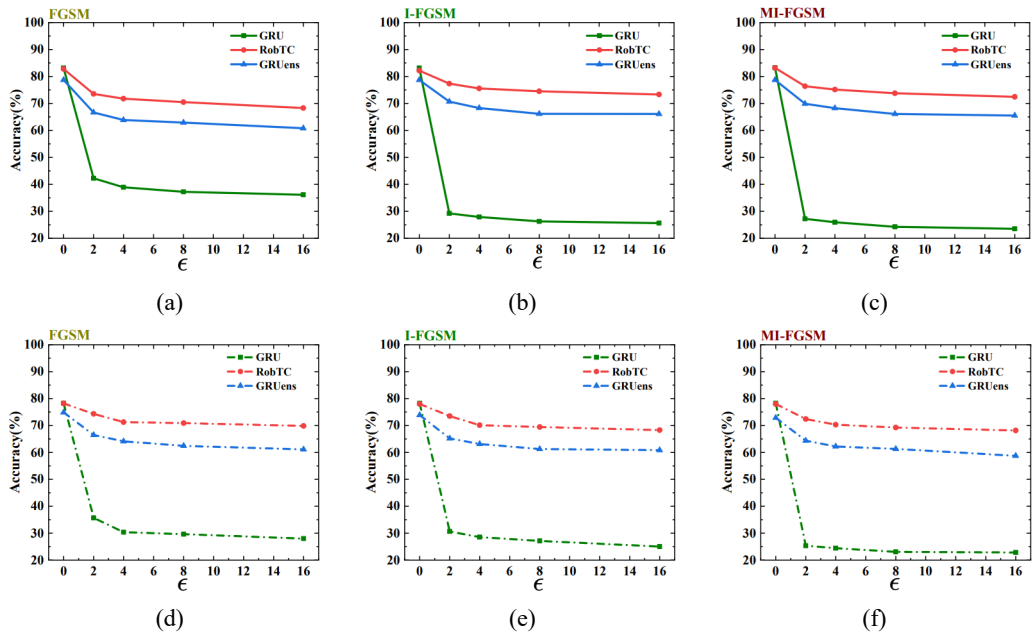 FGSM
GRU
RobTC
GRUens
Accuracy(%)
100
90
80
70
60
50
40
30
20
0 2 4 6 8 10 12 14 16
ϵ
(a)
I-FGSM
GRU
RobTC
GRUens
Accuracy(%)
100
90
80
70
60
50
40
30
20
0 2 4 6 8 10 12 14 16
ϵ
(b)
MI-FGSM
GRU
RobTC
GRUens
Accuracy(%)
100
90
80
70
60
50
40
30
20
0 2 4 6 8 10 12 14 16
ϵ
(c)
FGSM
GRU
RobTC
GRUens
Accuracy(%)
100
90
80
70
60
50
40
30
20
0 2 4 6 8 10 12 14 16
ϵ
(d)
I-FGSM
GRU
RobTC
GRUens
Accuracy(%)
100
90
80
70
60
50
40
30
20
0 2 4 6 8 10 12 14 16
ϵ
(e)
MI-FGSM
GRU
RobTC
GRUens
Accuracy(%)
100
90
80
70
60
50
40
30
20
0 2 4 6 8 10 12 14 16
ϵ
(f)